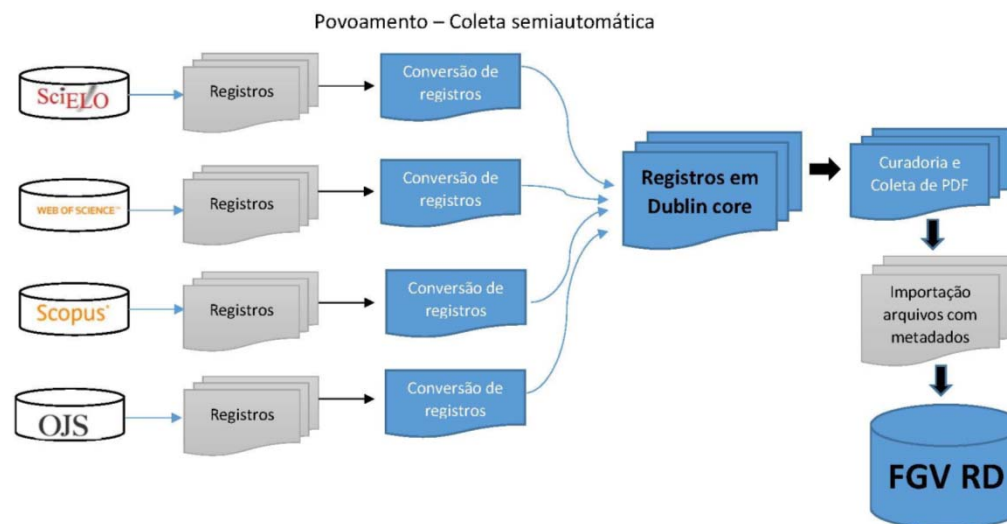 Povoamento – Coleta semiautomática
SciELO
Registros
Conversão de
registros
WEB OF SCIENCE™
Registros
Conversão de
registros
Scopus®
Registros
Conversão de
registros
OJS
Registros
Conversão de
registros
Registros em
Dublin core
Curadoria e
Coleta de PDF
Importação
arquivos com
metadados
FGV RD